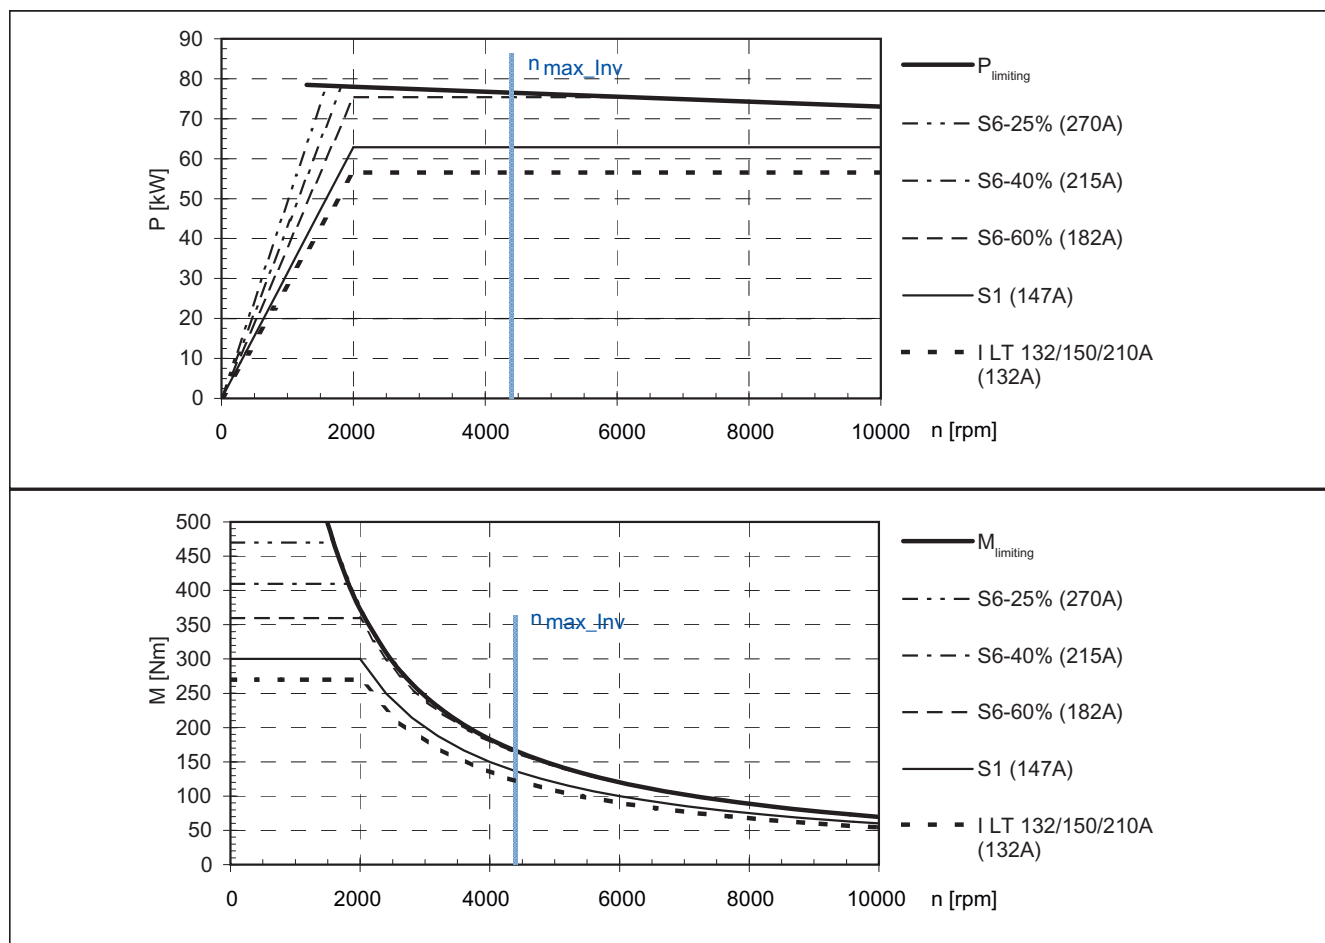 90
80
70
60
50
40
30
20
10
0
P [kW]
0 2000 4000 6000 8000 10000 n [rpm]
n max_Inv
P limiting
S6-25% (270A)
S6-40% (215A)
S6-60% (182A)
S1 (147A)
I LT 132/150/210A
(132A)
500
450
400
350
300
250
200
150
100
50
0
M [Nm]
0 2000 4000 6000 8000 10000 n [rpm]
n max_Inv
M limiting
S6-25% (270A)
S6-40% (215A)
S6-60% (182A)
S1 (147A)
I LT 132/150/210A
(132A)